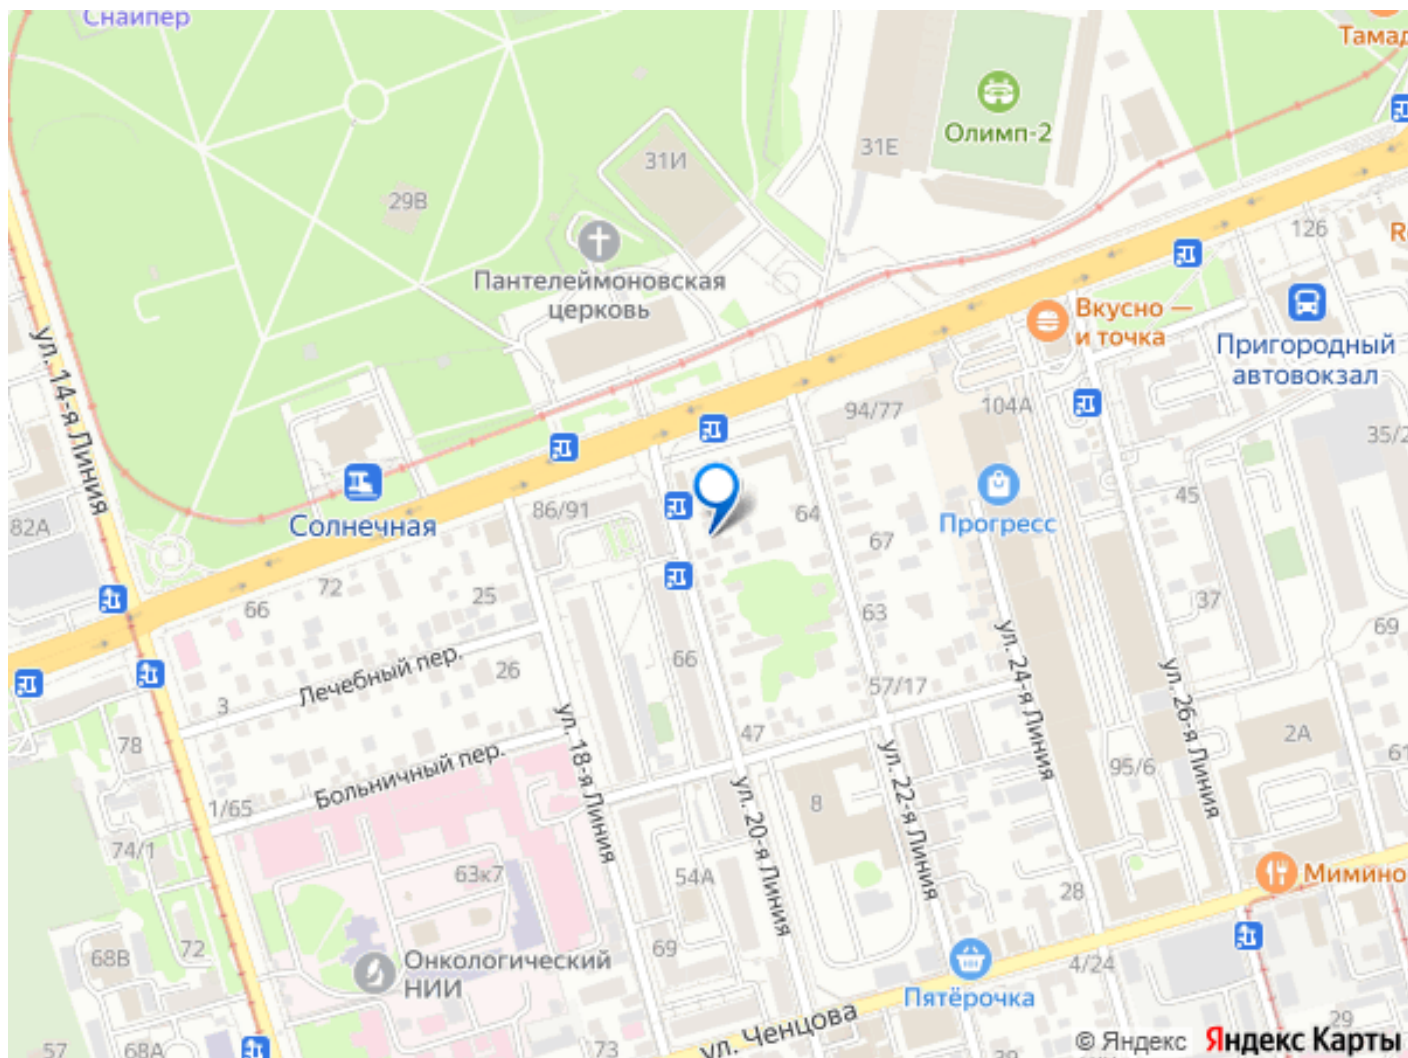 Снайпер
Тамад
Олимп-2
31Е
31И
29В
126
Пантелеймоновская
церковь
Вкусно —
и точка
Пригородный
автовокзал
ул. 14-я Линия
94/77
104А
35/2
Солнечная
86/91
64
67
Прогресс
45
82А
72
66
25
63
37
69
Лечебный пер.
26
66
57/17
ул. 24-я Линия
ул. 26-я Линия
3
78
47
2А
61
Больничный пер.
ул. 18-я Линия
ул. 20-я Линия
ул. 22-я Линия
95/6
1/65
8
74/1
63к7
54А
28
Мимино
68В
72
69
Онкологический
НИИ
4/24
Пятёрочка
ул. Ченцова
57
68А
73
29
© Яндекс Яндекс Карты